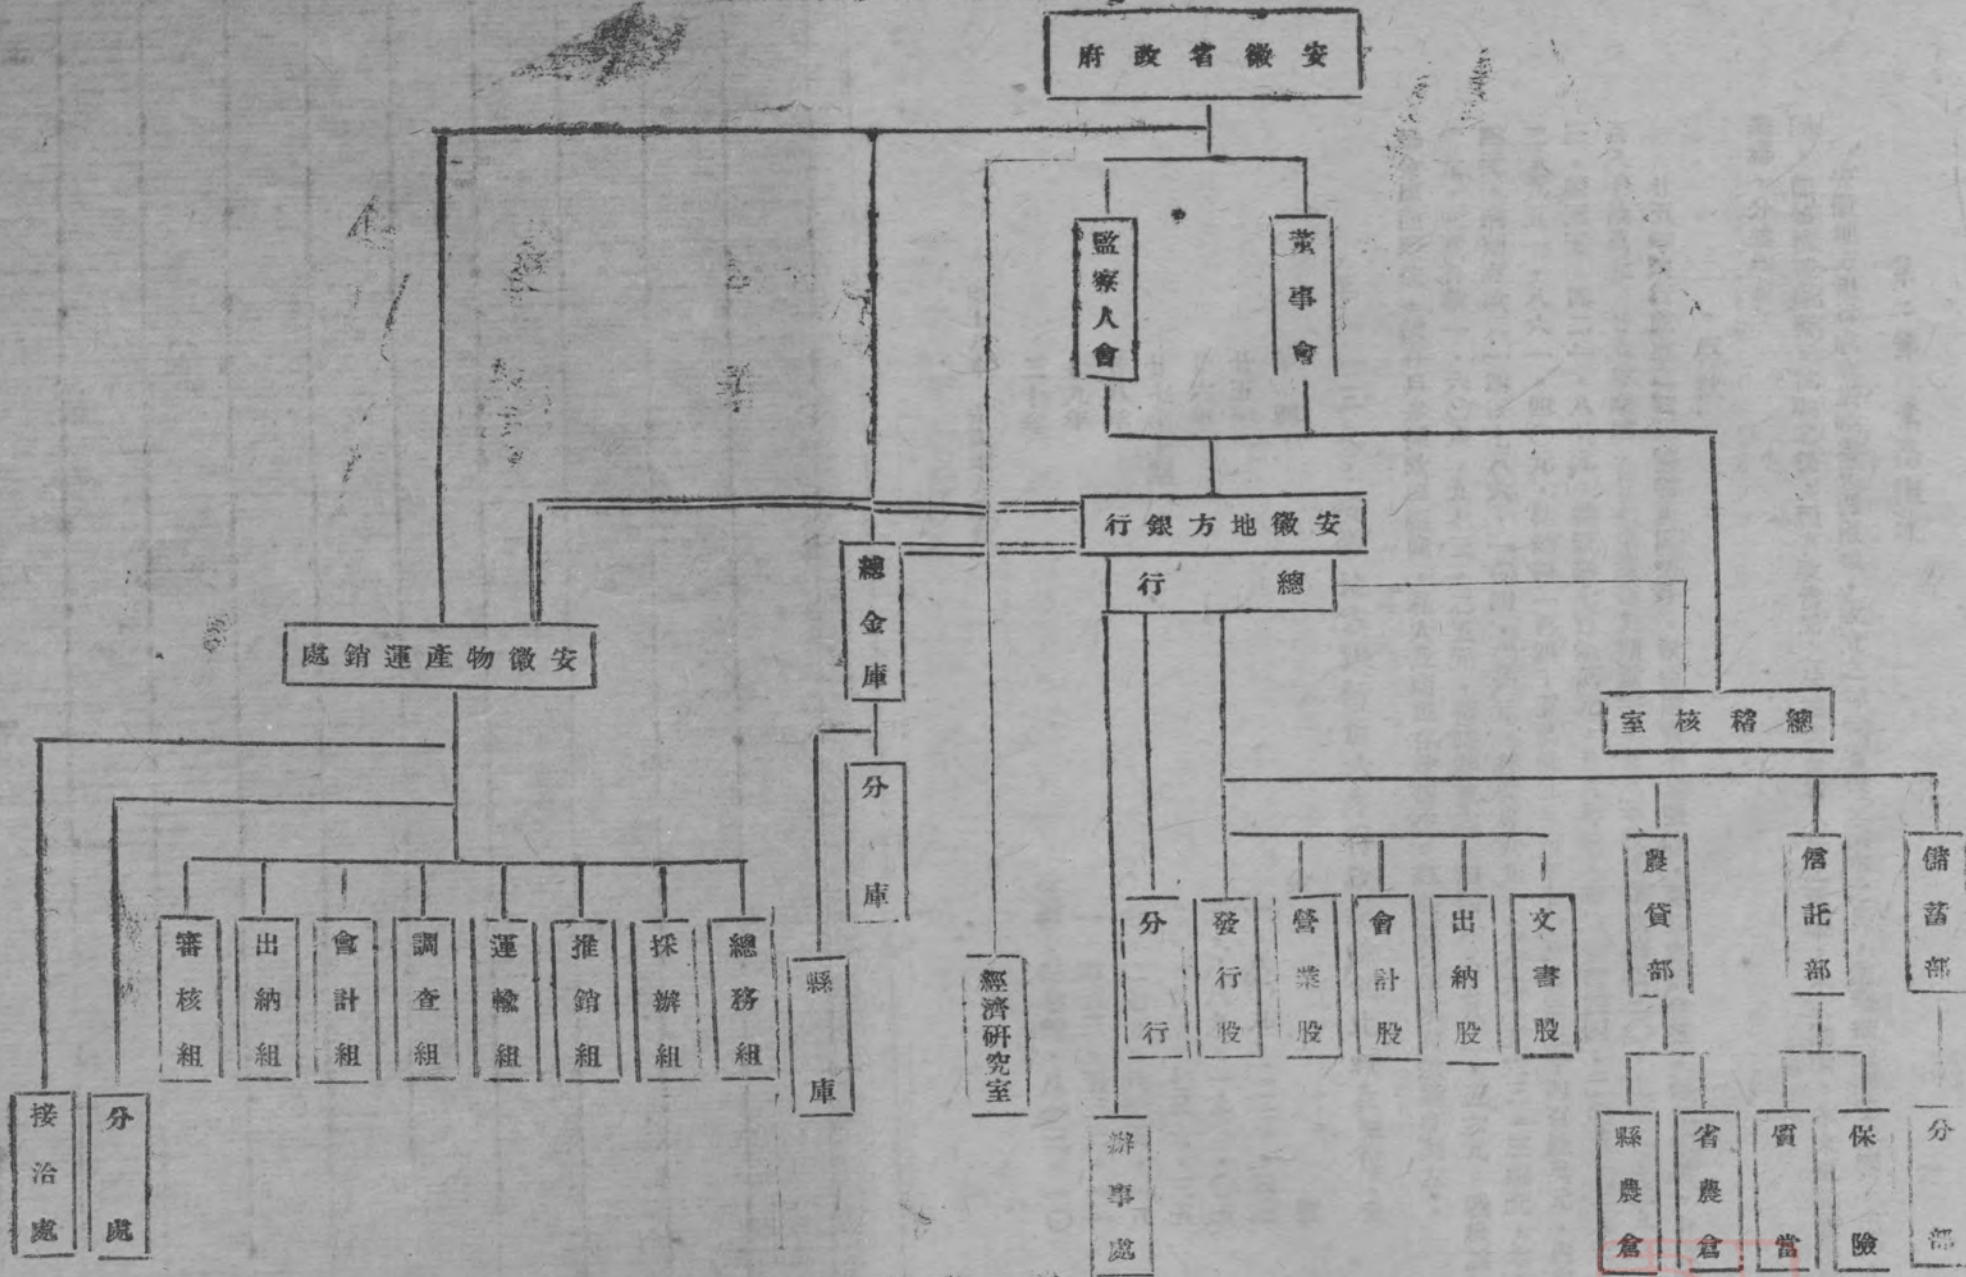 安徽省政府
董事會
監察人會
安徽地方銀行
總行
總金庫
安徽物產運銷處
總稽核室
儲蓄部
信託部
農貸部
文書股
出納股
會計股
營業股
發行股
分行
分庫
縣庫
經濟研究室
總務組
採辦組
推銷組
運輸組
調查組
會計組
出納組
審核組
分部
保險
質當
省農倉
縣農倉
辦事處
分處
接洽處